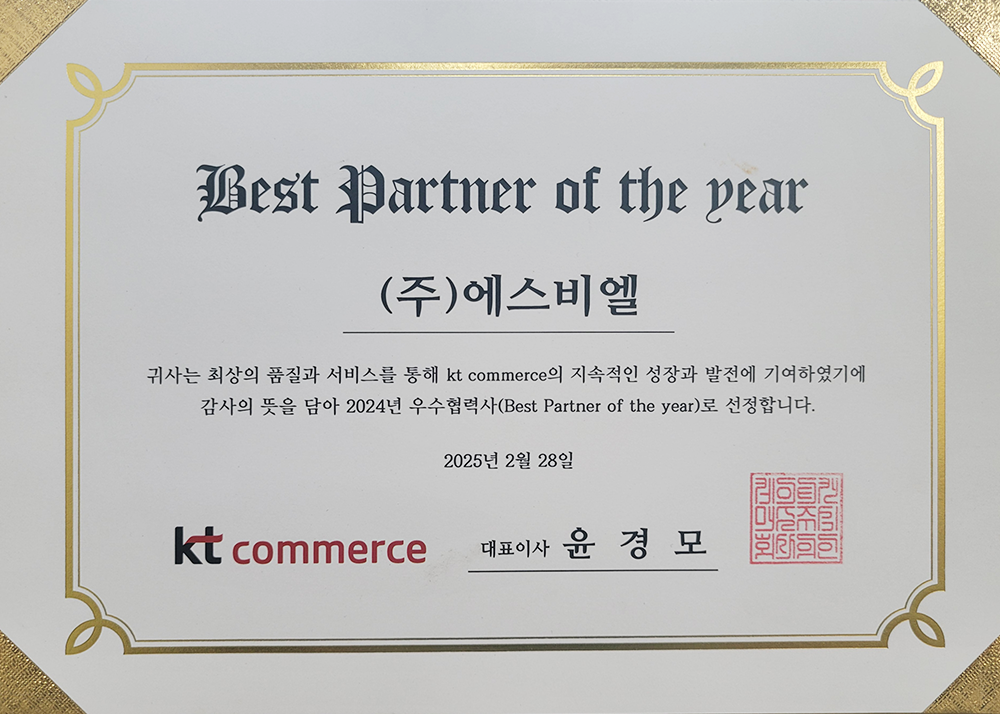 Best Partner of the year
(주)에스비엘
귀사는 최상의 품질과 서비스를 통해 kt commerce의 지속적인 성장과 발전에 기여하였기에
감사의 뜻을 담아 2024년 우수협력사(Best Partner of the year)로 선정합니다.
2025년 2월 28일
kt commerce
대표이사 윤 경 모